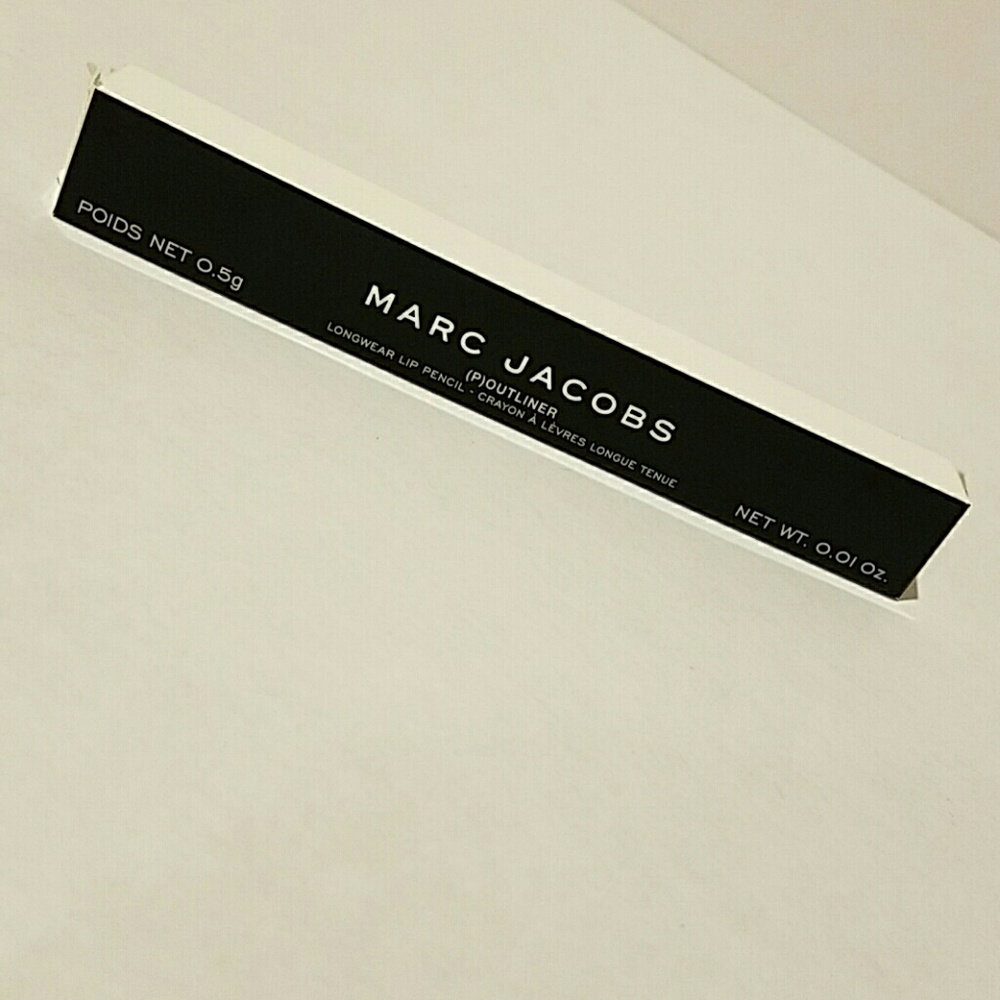 POIDS NET 0.5g
MARC JACOBS
(P)OUTLINER
LONGWEAR LIP PENCIL - CRAYON À LÈVRES LONGUE TENUE
NET WT. 0.01 Oz.